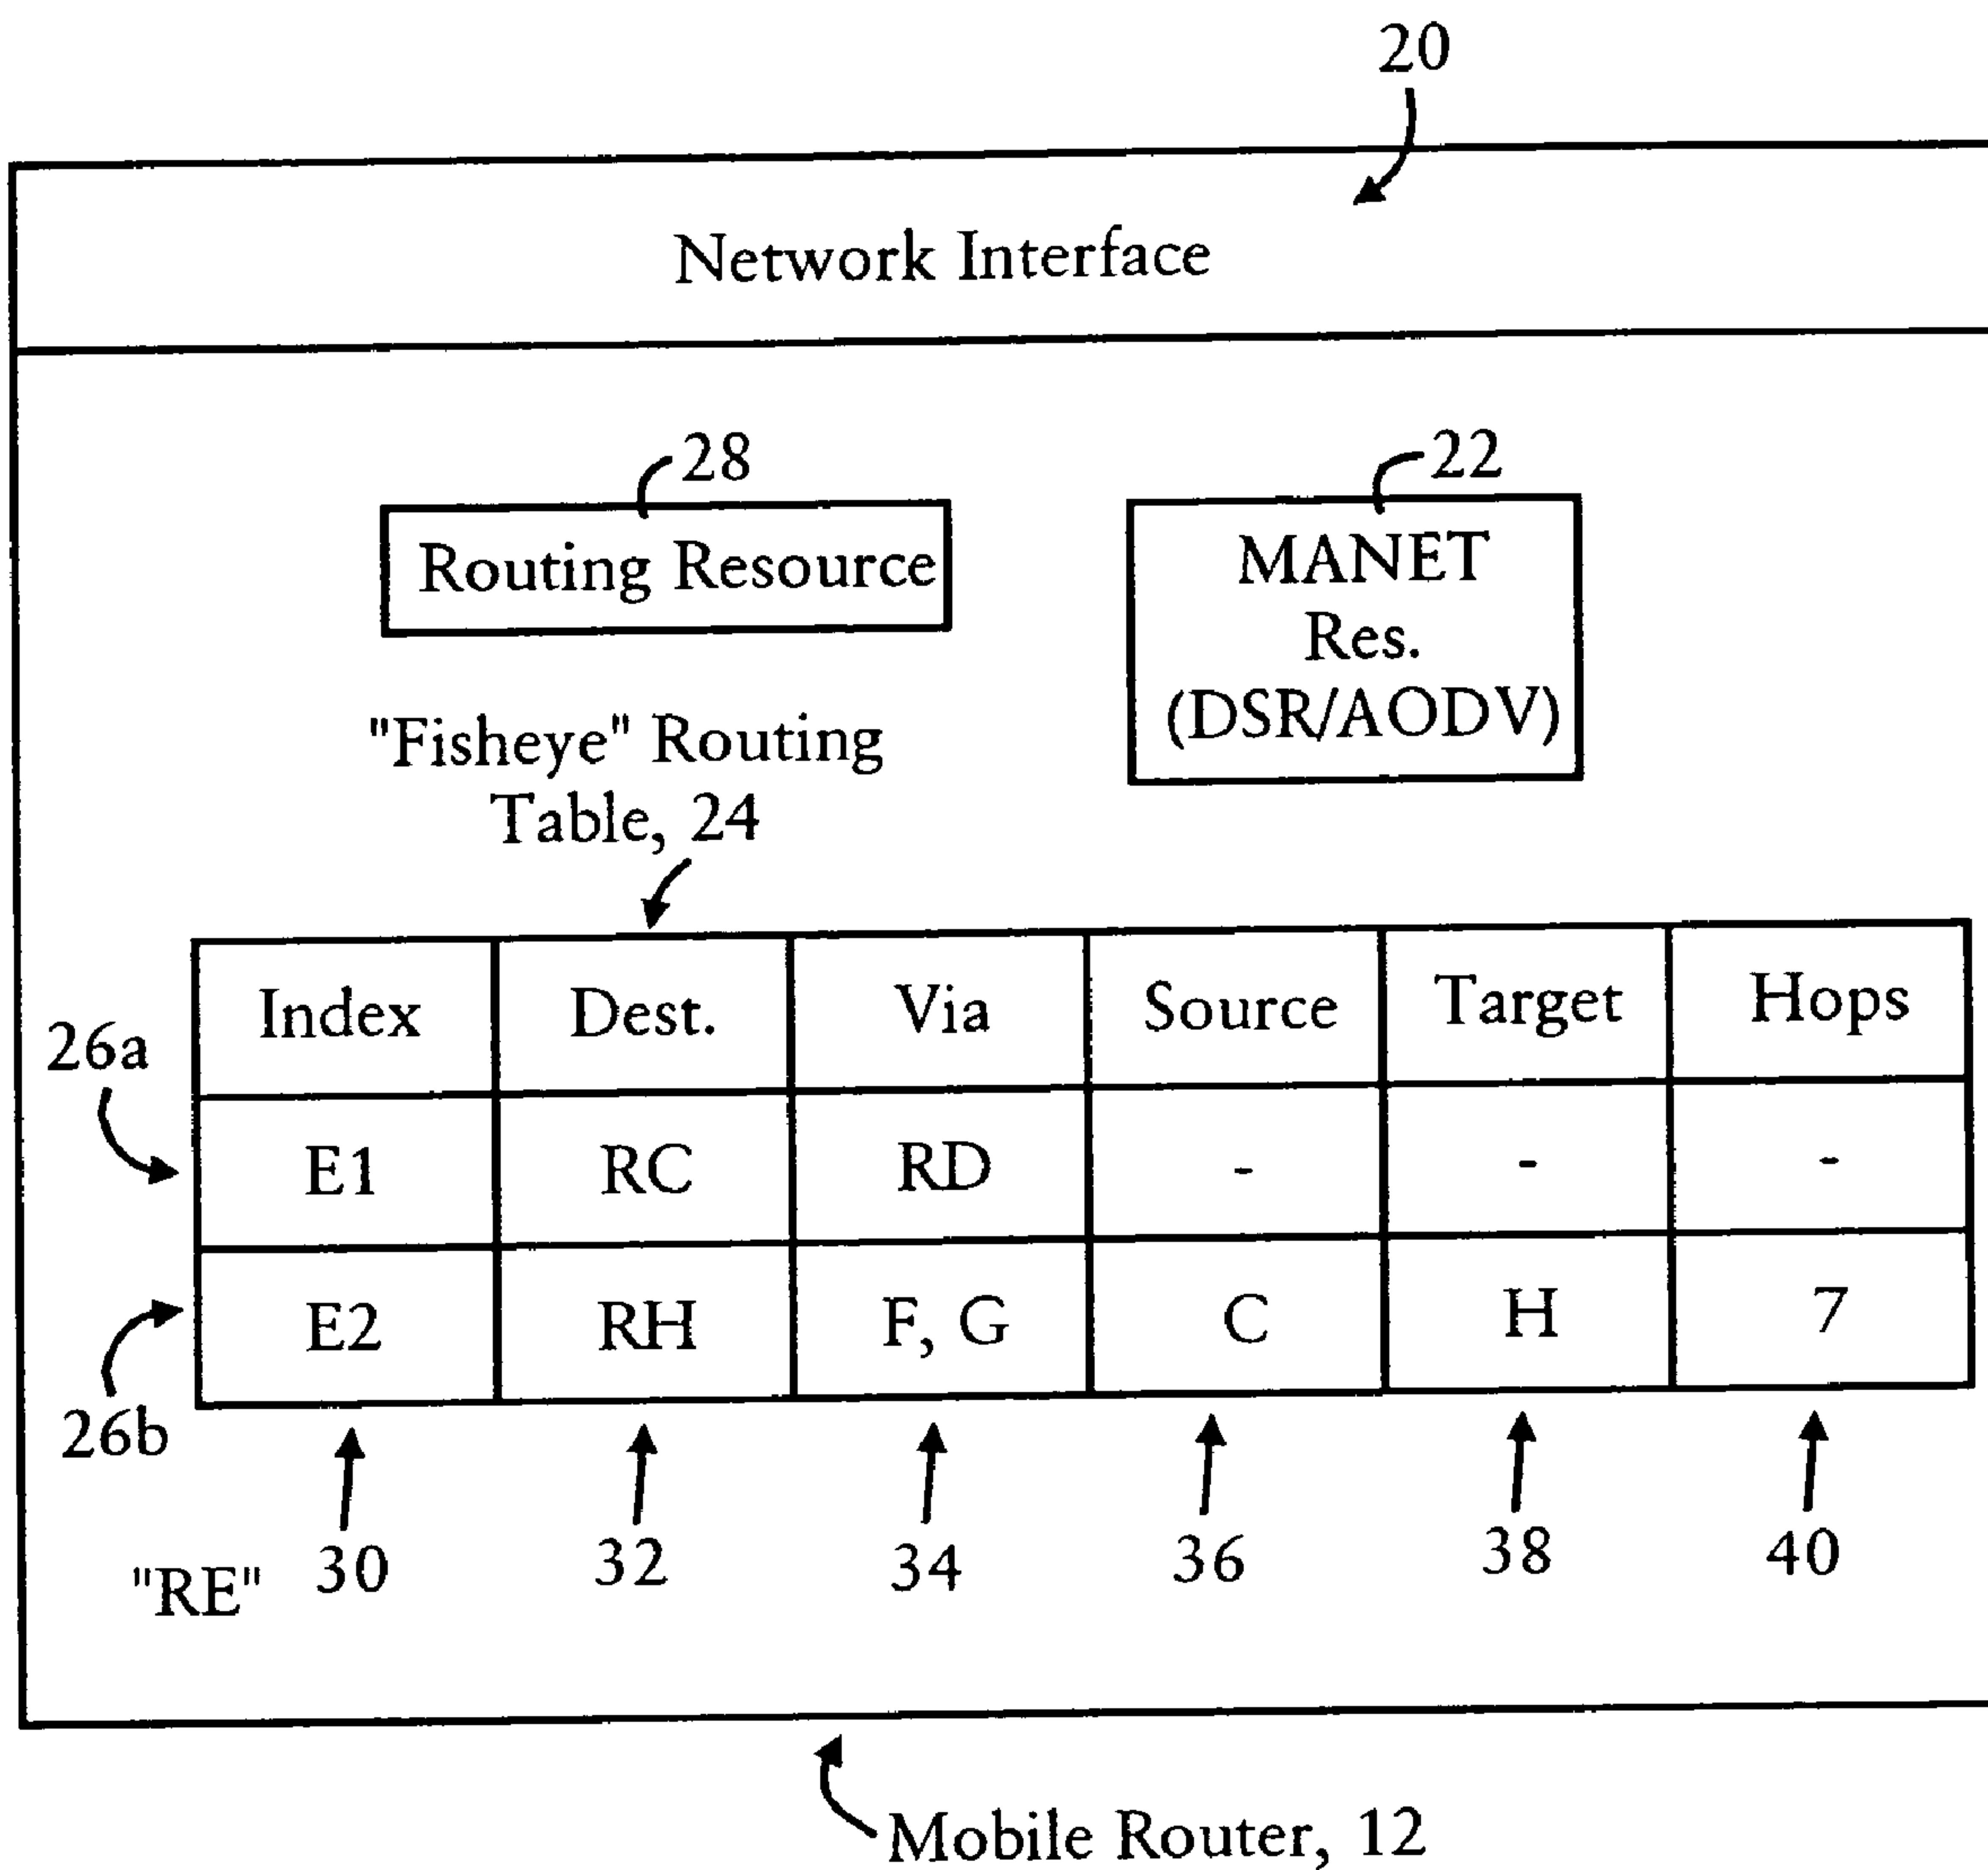 20
Network Interface
28
22
Routing Resource
MANET
Res.
(DSR/AODV)
"Fisheye" Routing
Table, 24
Index Dest. Via Source Target Hops
26a
E1 RC RD - - -
E2 RH F, G C H 7
26b
"RE" 30 32 34 36 38 40
Mobile Router, 12